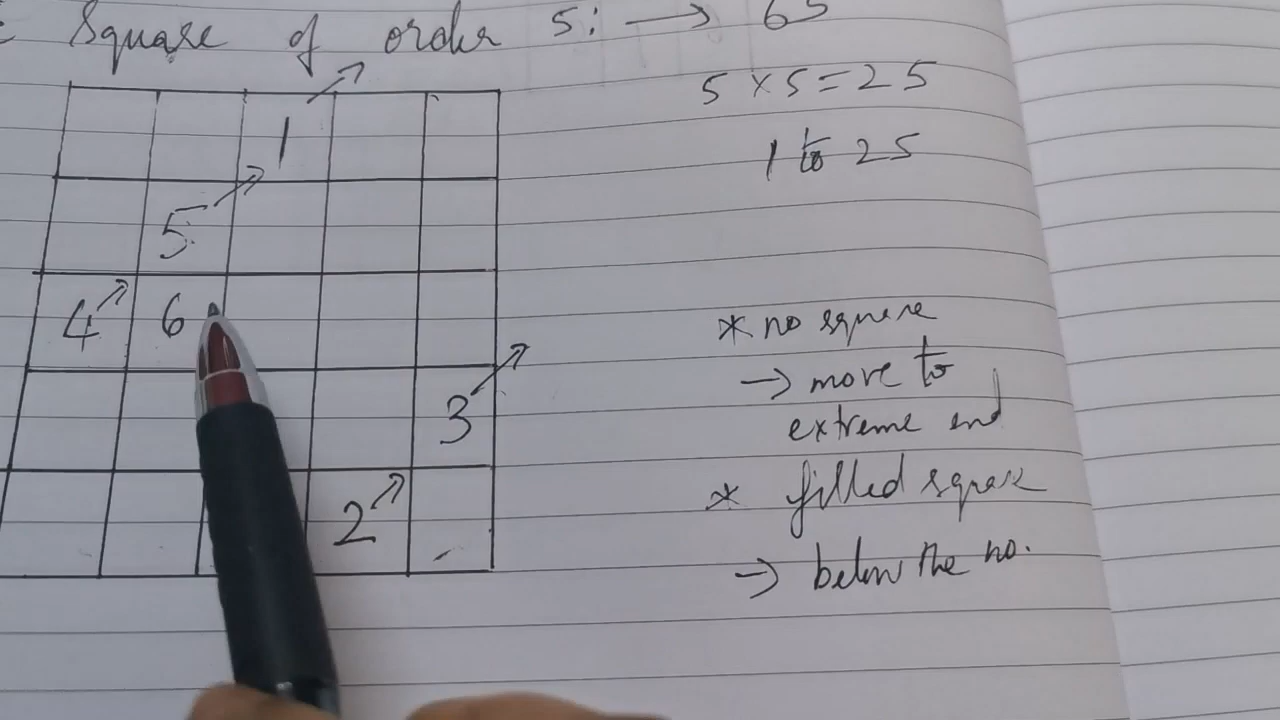 Square of order 5: → 65
5 × 5 = 25
1 to 25
1
5
4 6
3
2
* no square
→ move to
extreme end
* filled square
→ below the no.